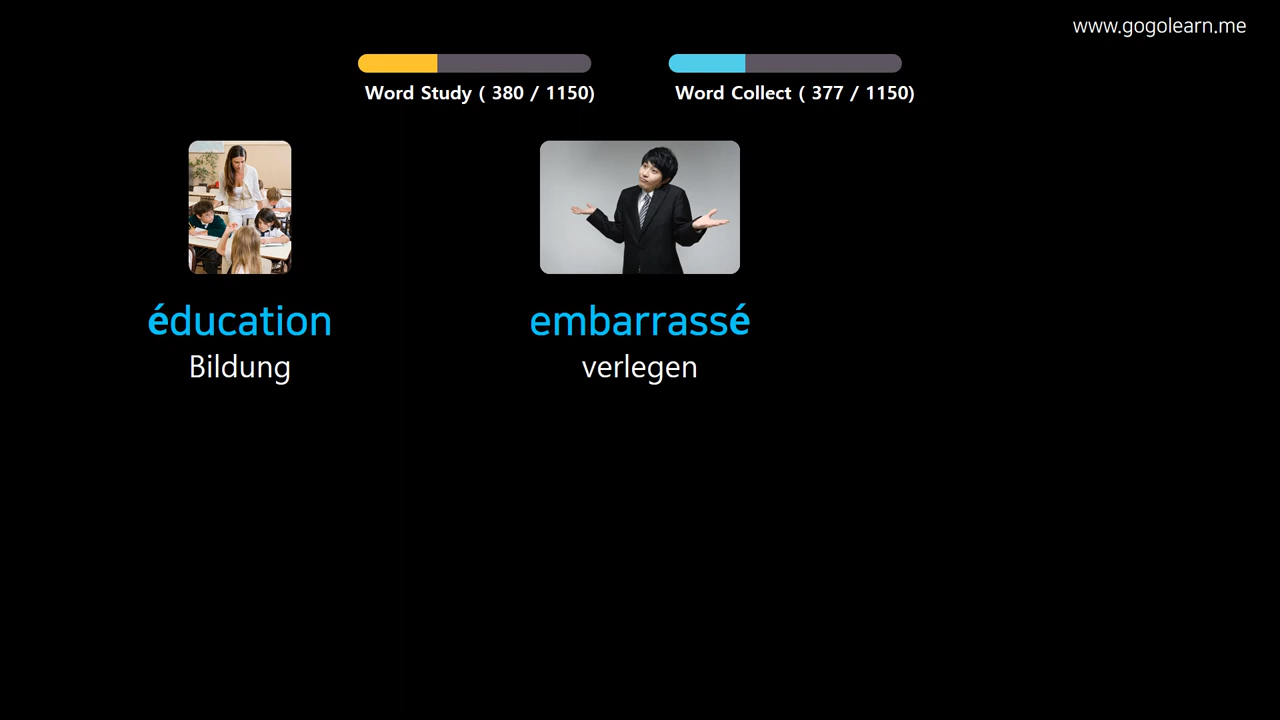 www.gogolearn.me
Word Study ( 380 / 1150)
Word Collect ( 377 / 1150)
éducation
Bildung
embarrassé
verlegen